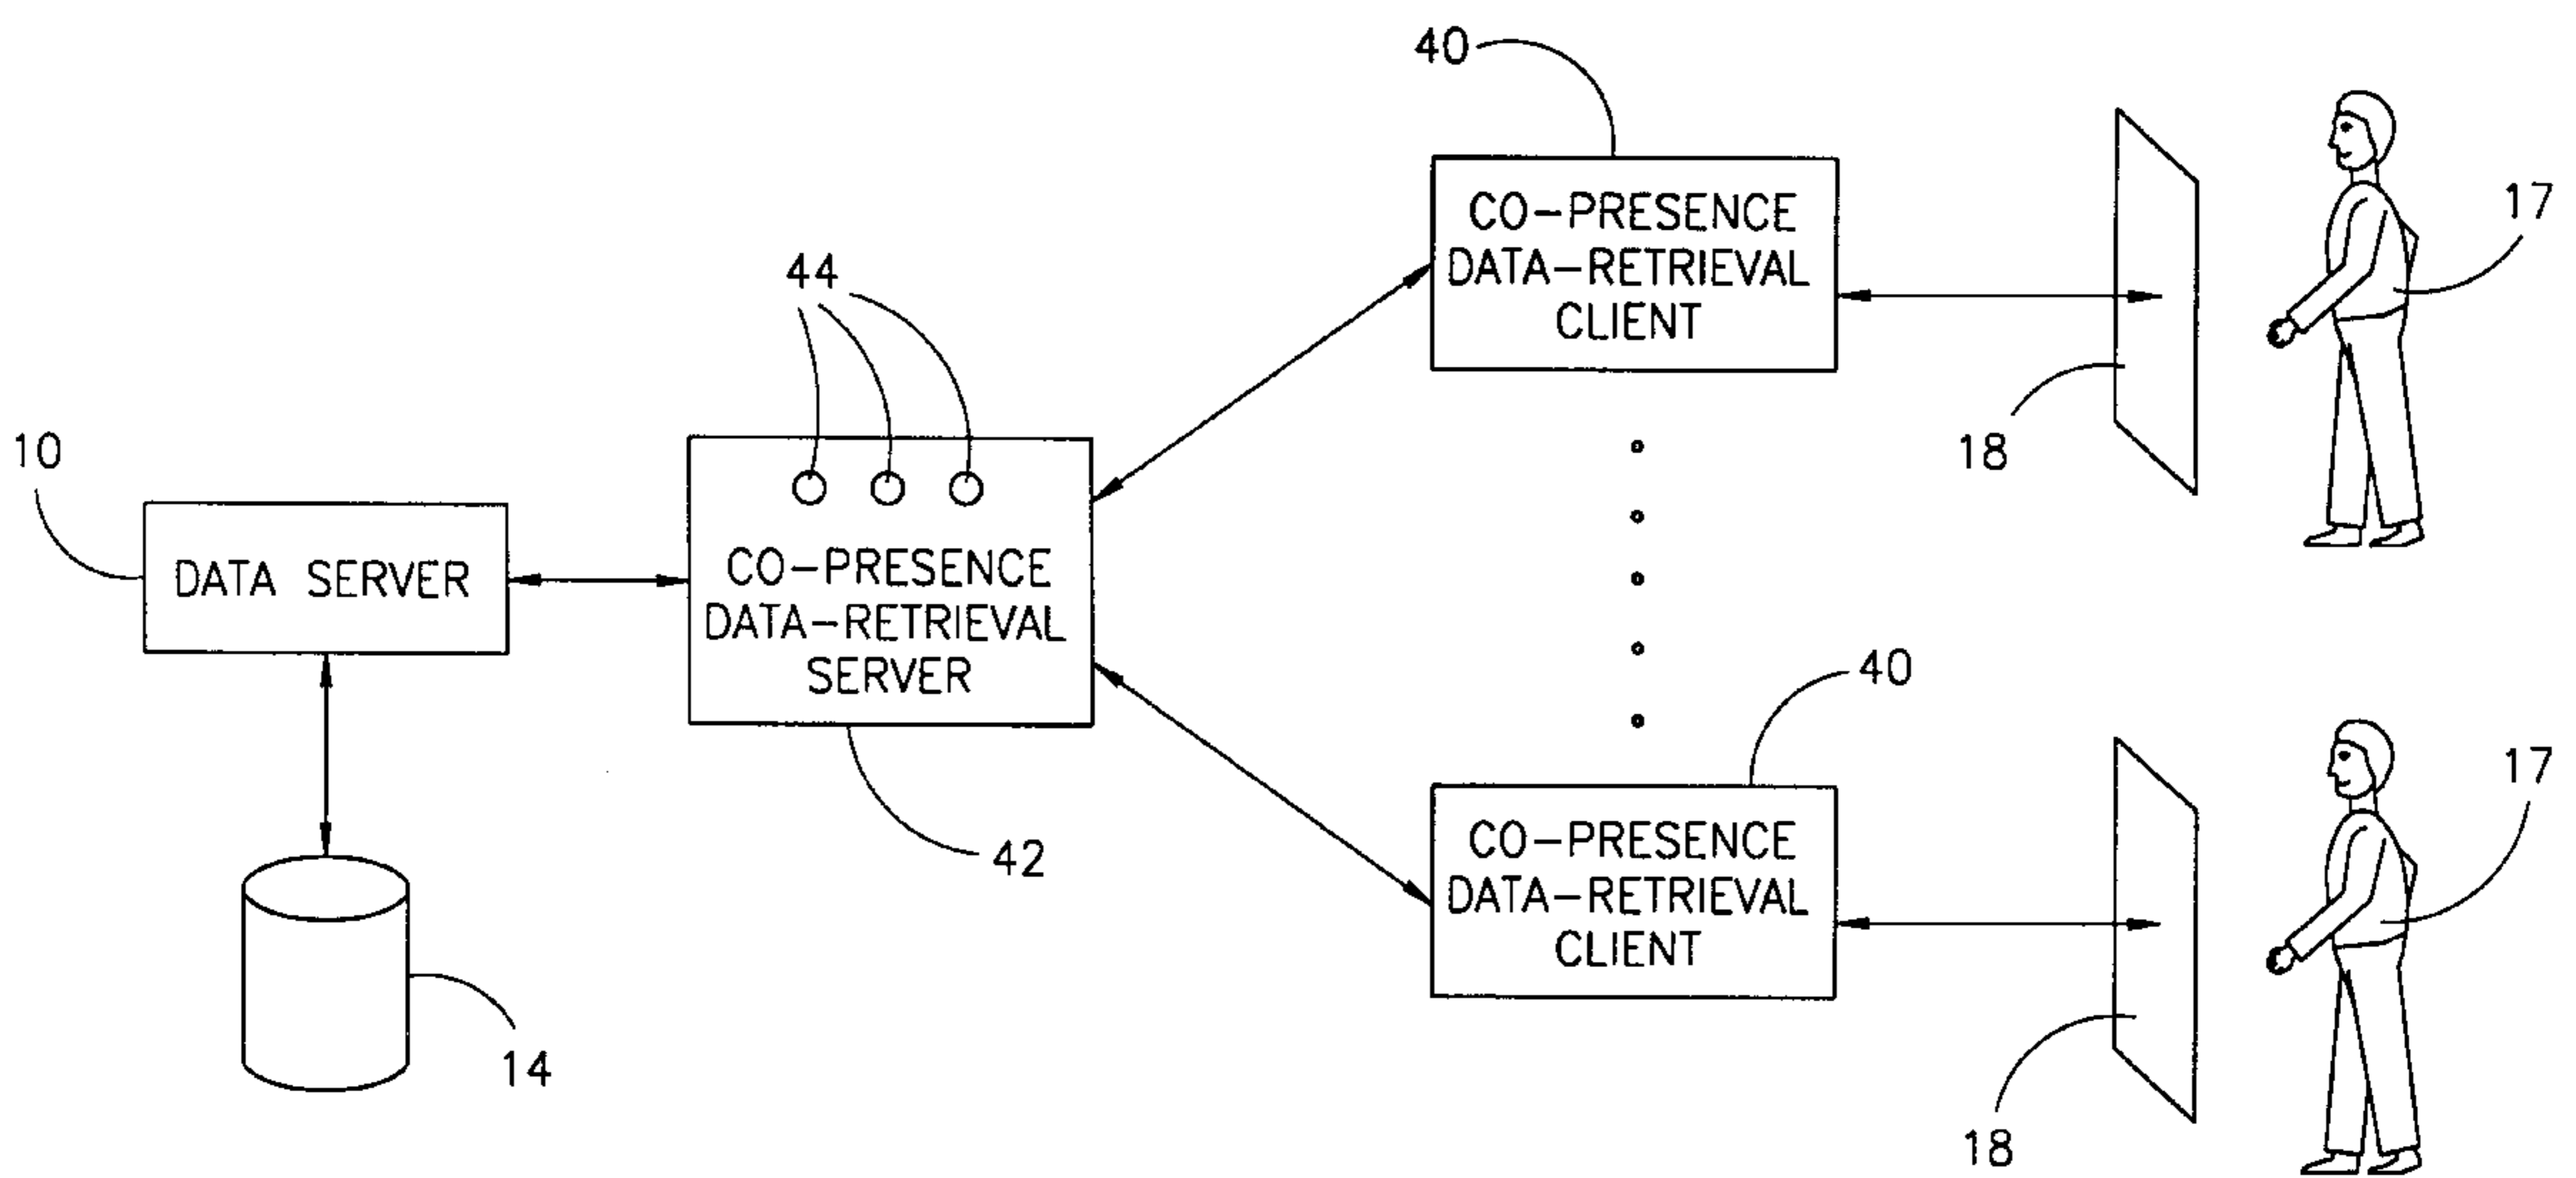 40
CO-PRESENCE
DATA-RETRIEVAL
CLIENT
17
18
44
10
DATA SERVER
CO-PRESENCE
DATA-RETRIEVAL
SERVER
42
14
40
CO-PRESENCE
DATA-RETRIEVAL
CLIENT
17
18